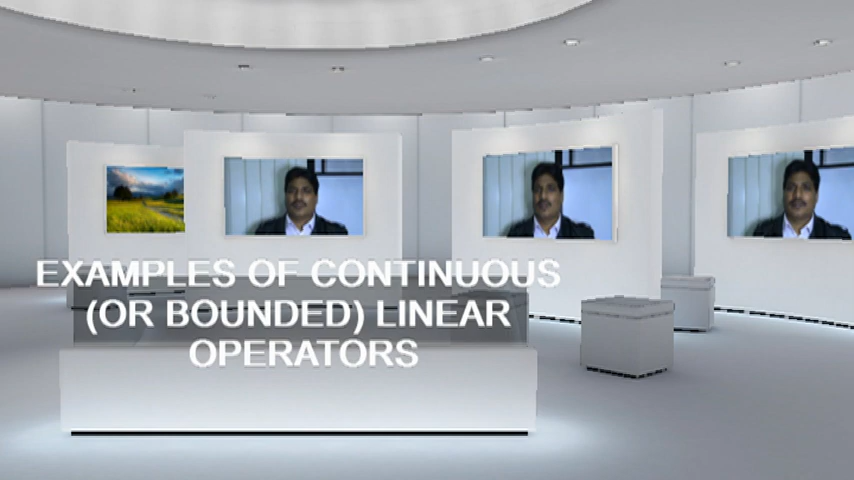 EXAMPLES OF CONTINUOUS
(OR BOUNDED) LINEAR
OPERATORS